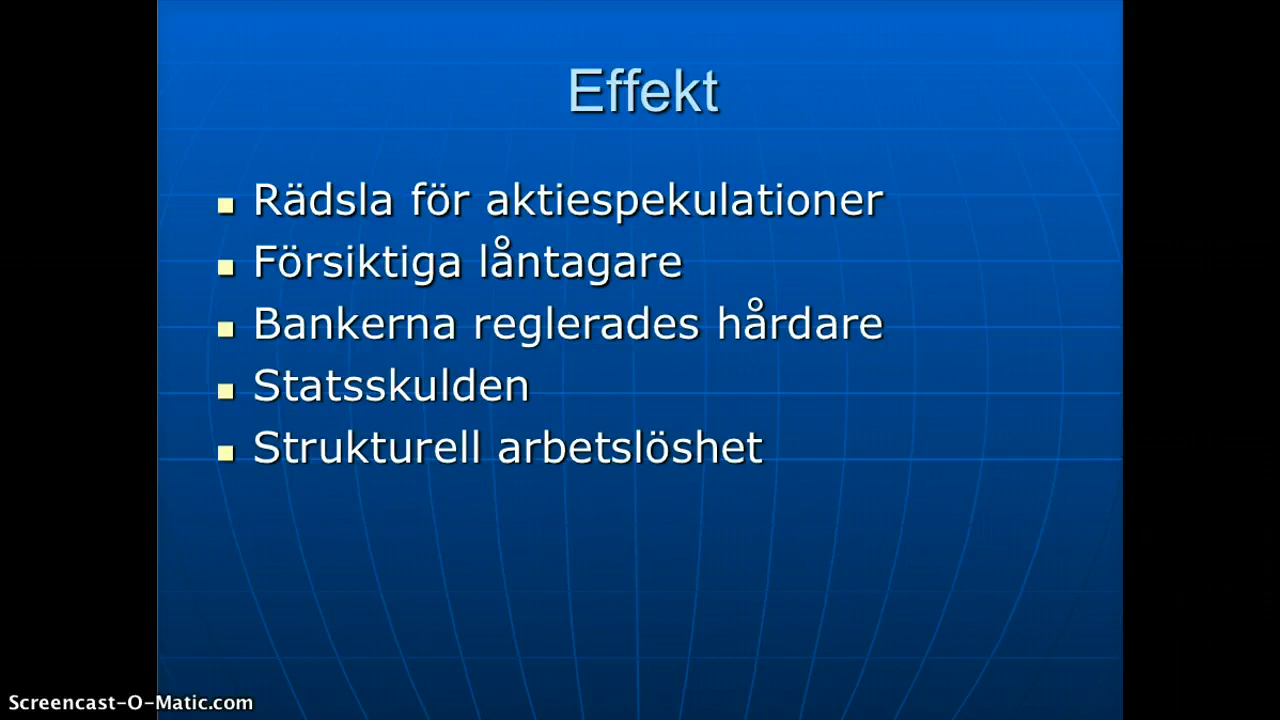 Effekt
Rädsla för aktiespekulationer
Försiktiga låntagare
Bankerna reglerades hårdare
Statsskulden
Strukturell arbetslöshet
Screencast-O-Matic.com